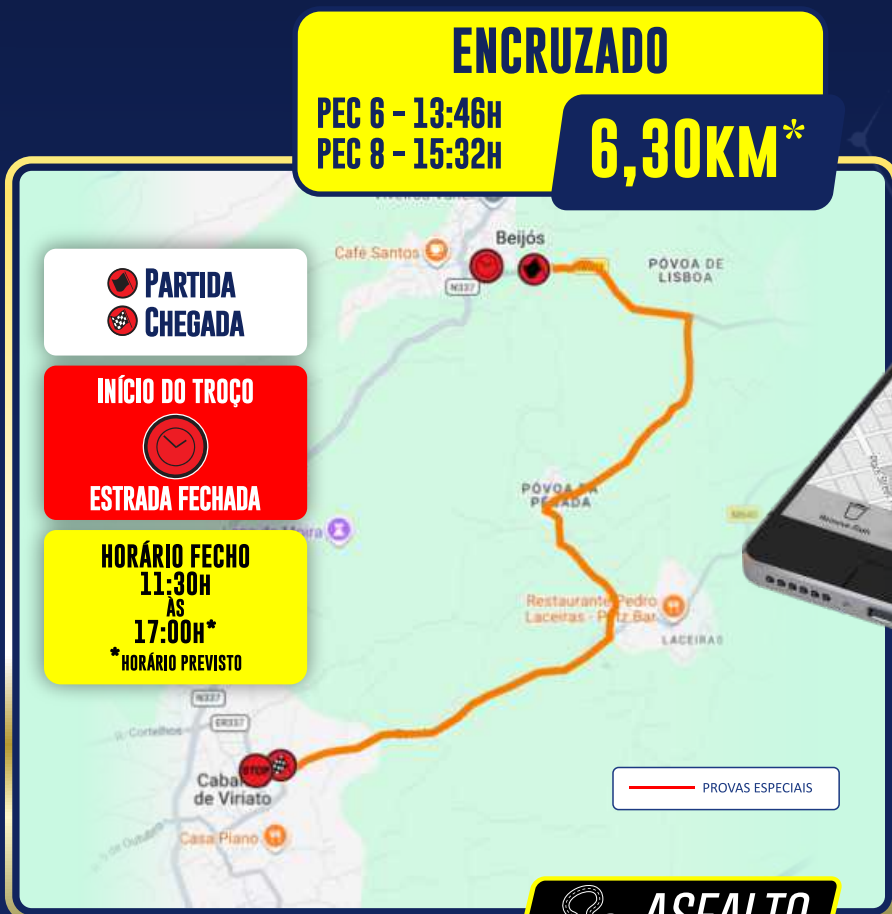 ENCRUZADO
PEC 6 - 13:46H
PEC 8 - 15:32H
6,30KM*
PARTIDA
CHEGADA
INÍCIO DO TROÇO
ESTRADA FECHADA
HORÁRIO FECHO
11:30H
ÀS
17:00H*
*HORÁRIO PREVISTO
Beijós
Café Santos
N337
PÓVOA DE
LISBOA
PÓVOA DA
PEGADA
Restaurante Pedro
Laceiras -
Bar
LACEIRAS
N337
ER337
STOP
de Viriato
Casa Piano
PROVAS ESPECIAIS
ASFALTO